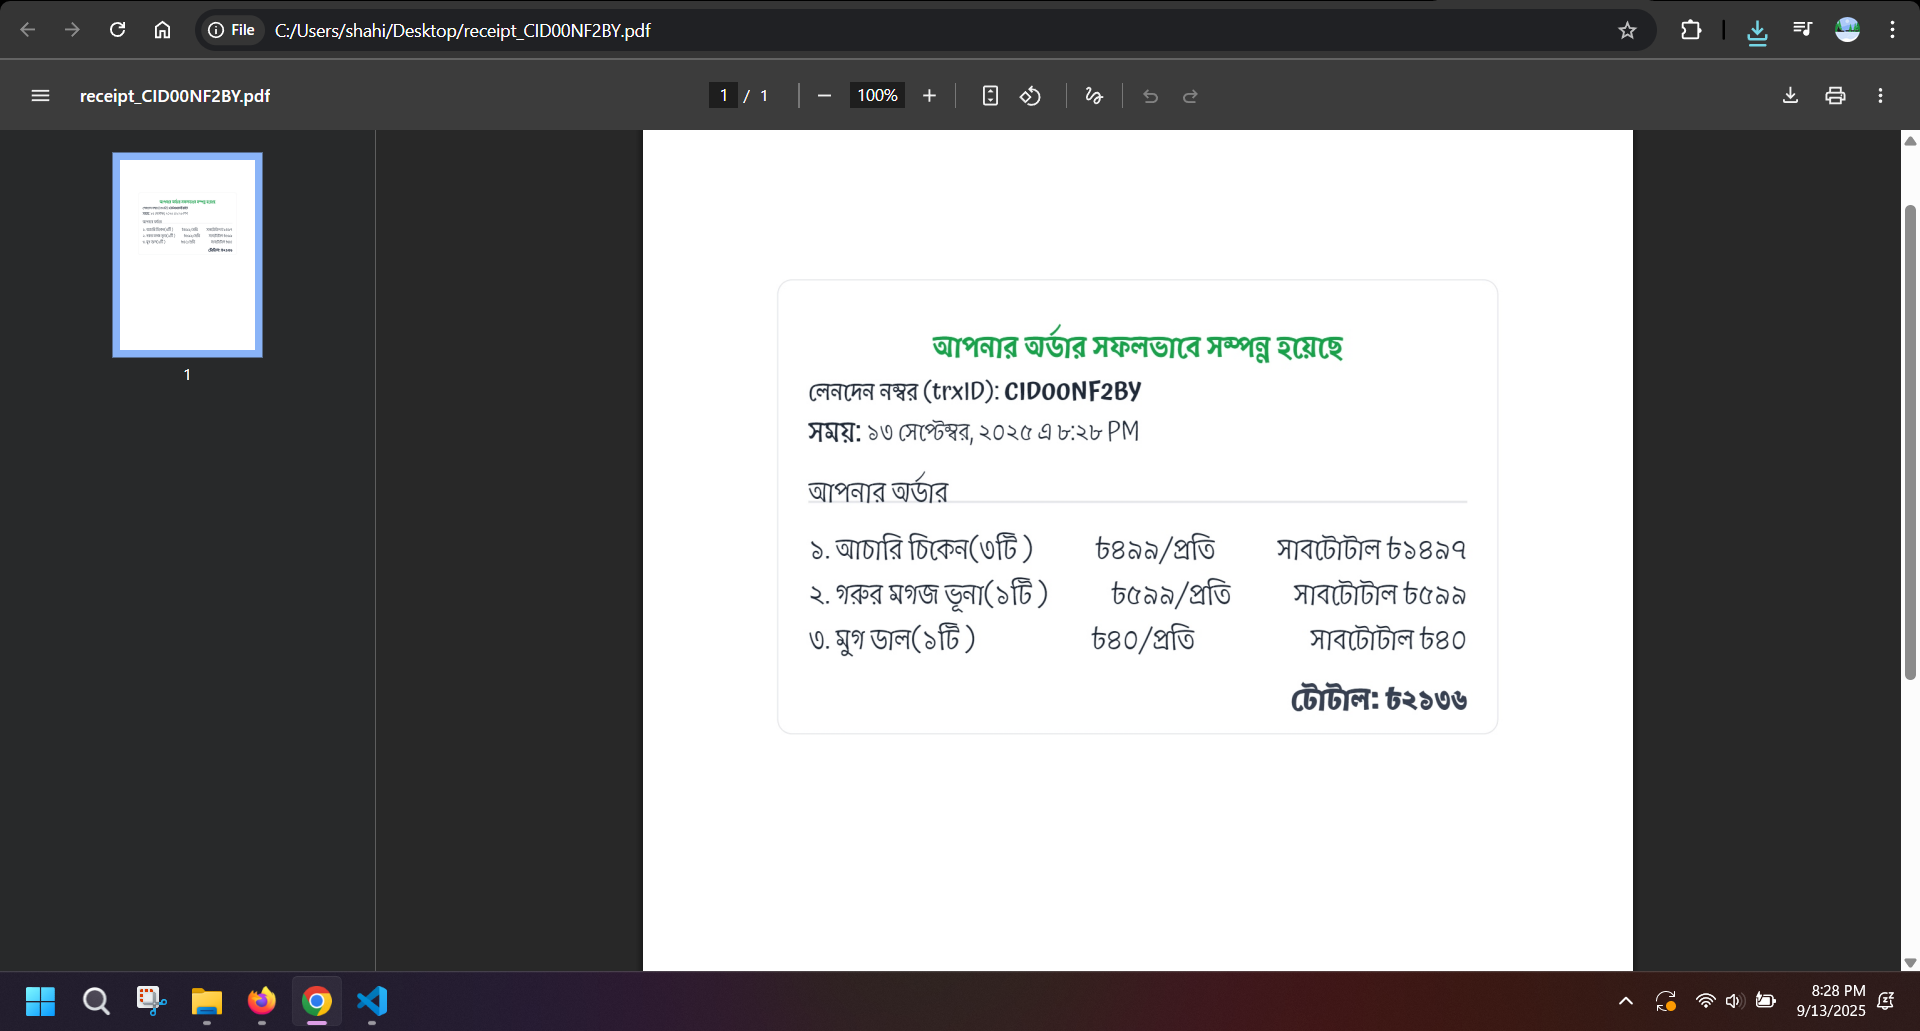 File C:/Users/shahi/Desktop/receipt_CID00NF2BY.pdf
receipt_CID00NF2BY.pdf 1 / 1 100%
1
আপনার অর্ডার সফলভাবে সম্পন্ন হয়েছে
লেনদেন নম্বর (trxID): CID00NF2BY
সময়: ১৩ সেপ্টেম্বর, ২০২৫ এ ৮:২৮ PM
আপনার অর্ডার
১. আচারি চিকেন(৩টি ) ৳৪৯৯/প্রতি সাবটোটাল ৳১৪৯৭
২. গরুর মগজ ভূনা(১টি ) ৳৫৯৯/প্রতি সাবটোটাল ৳৫৯৯
৩. মুগ ডাল(১টি ) ৳৪০/প্রতি সাবটোটাল ৳৪০
টোটাল: ৳২১৩৬
8:28 PM
9/13/2025